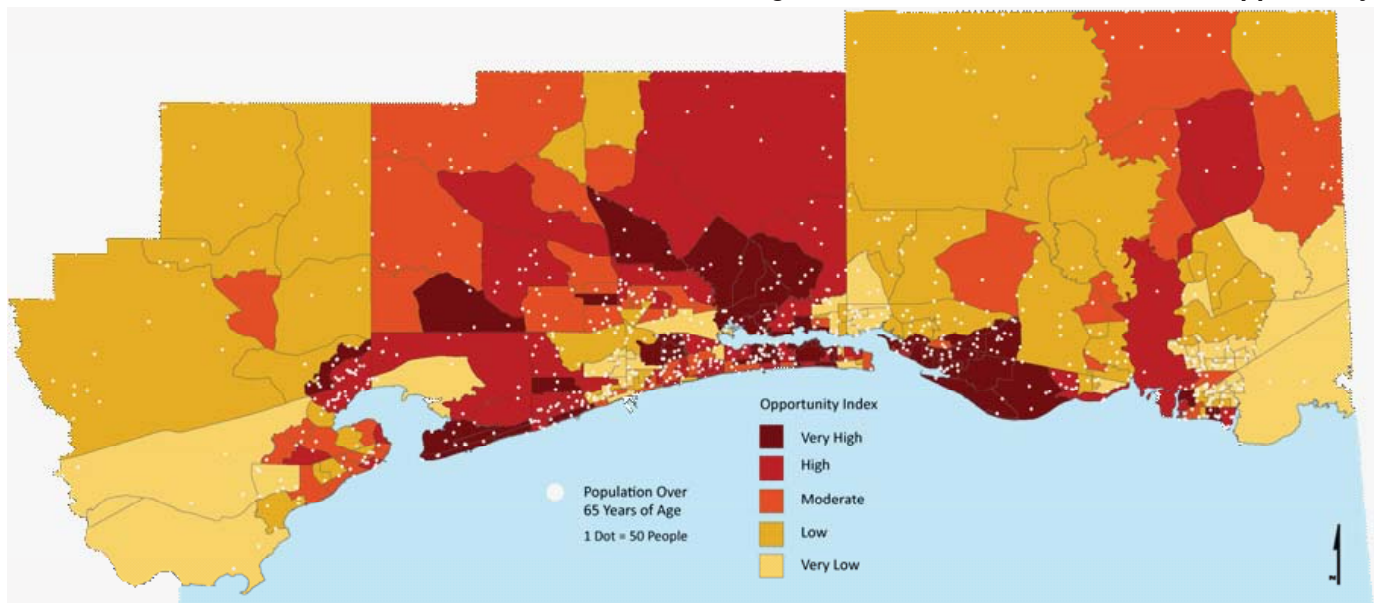 Opportunity Index
Very High
High
Moderate
Low
Very Low
Population Over
65 Years of Age
1 Dot = 50 People